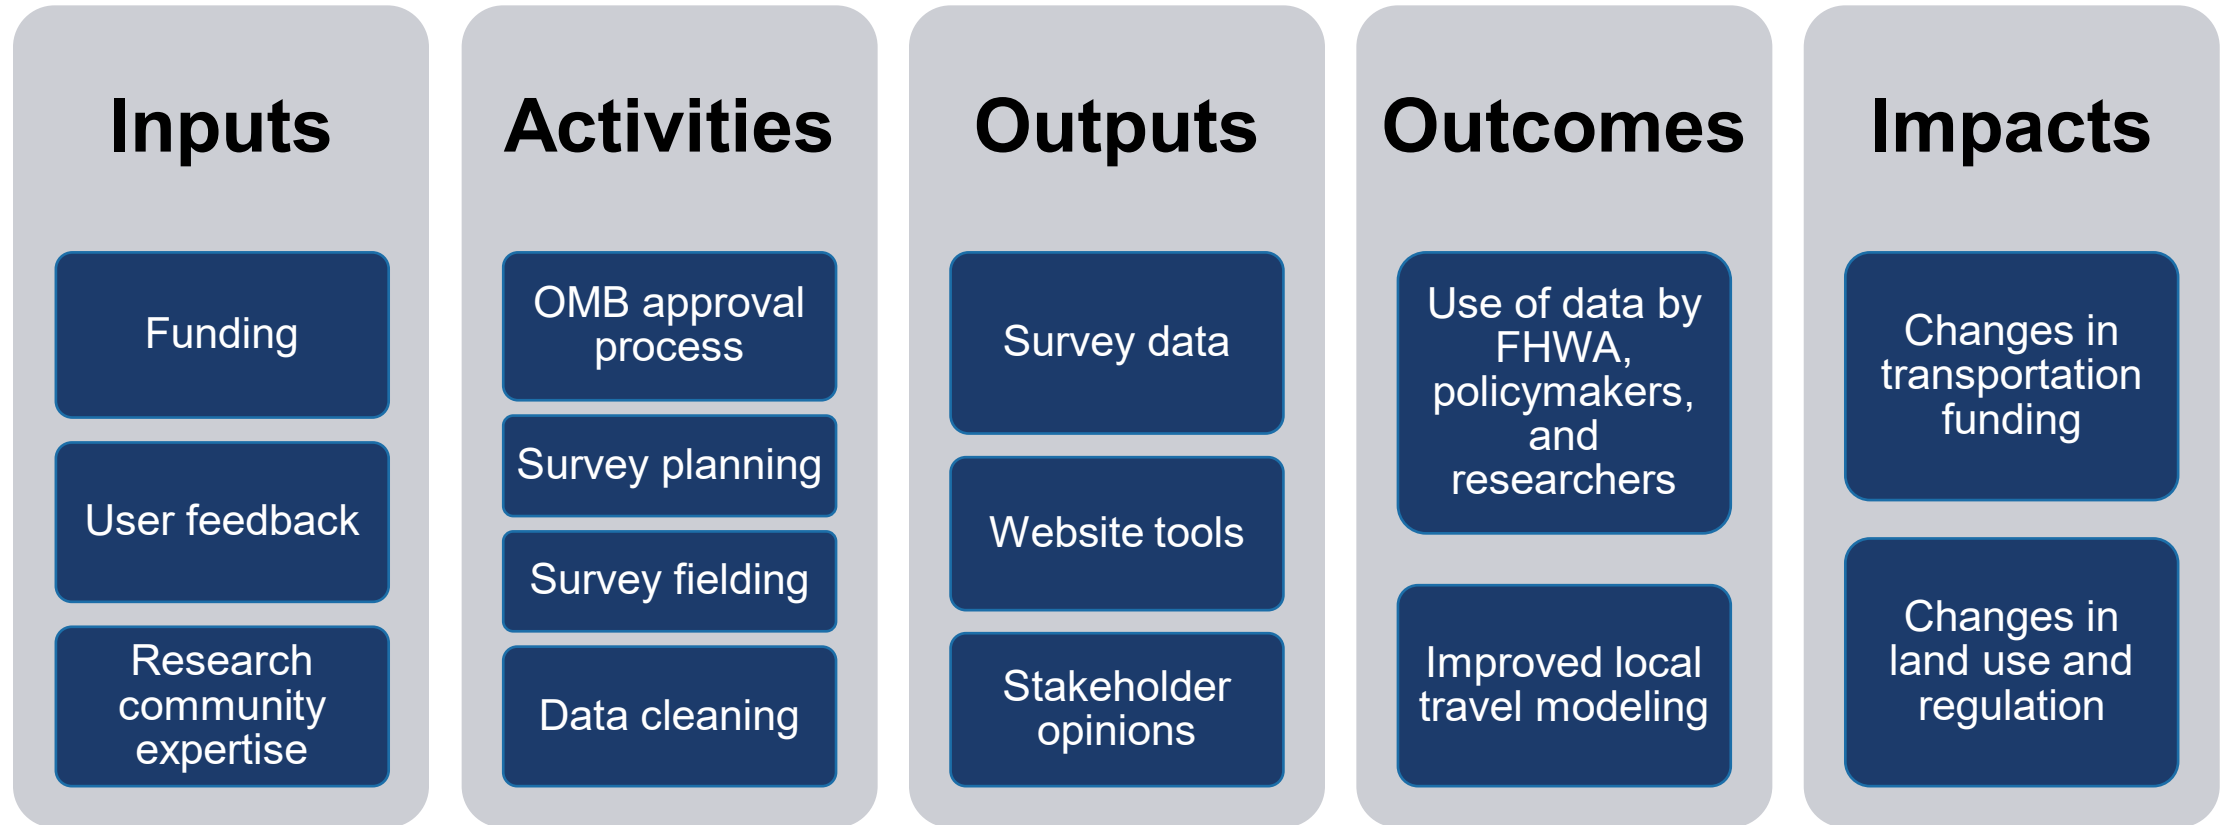 Inputs
Funding
User feedback
Research
community
expertise
Activities
OMB approval
process
Survey planning
Survey fielding
Data cleaning
Outputs
Survey data
Website tools
Stakeholder
opinions
Outcomes
Use of data by
FHWA,
policymakers,
and
researchers
Improved local
travel modeling
Impacts
Changes in
transportation
funding
Changes in
land use and
regulation